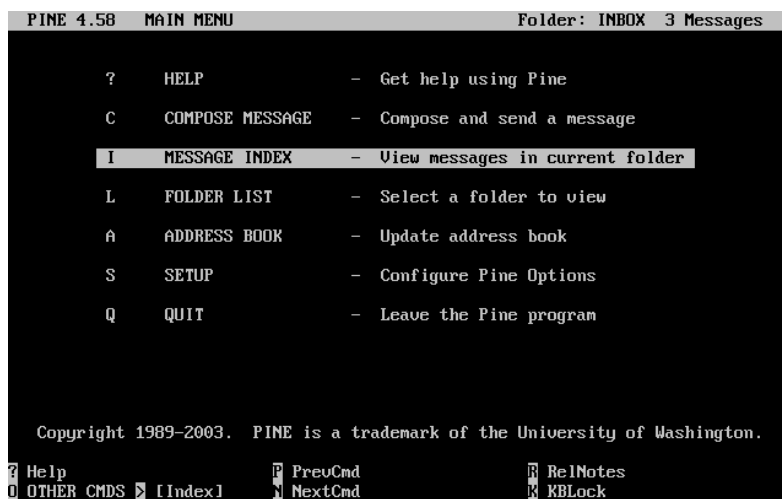 PINE 4.58   MAIN MENU   Folder: INBOX   3 Messages
?   HELP   -   Get help using Pine
C   COMPOSE MESSAGE   -   Compose and send a message
I   MESSAGE INDEX   -   View messages in current folder
L   FOLDER LIST   -   Select a folder to view
A   ADDRESS BOOK   -   Update address book
S   SETUP   -   Configure Pine Options
Q   QUIT   -   Leave the Pine program
Copyright 1989-2003.  PINE is a trademark of the University of Washington.
? Help   P PrevCmd   R RelNotes
O OTHER CMDS > [Index]   N NextCmd   K KBLock